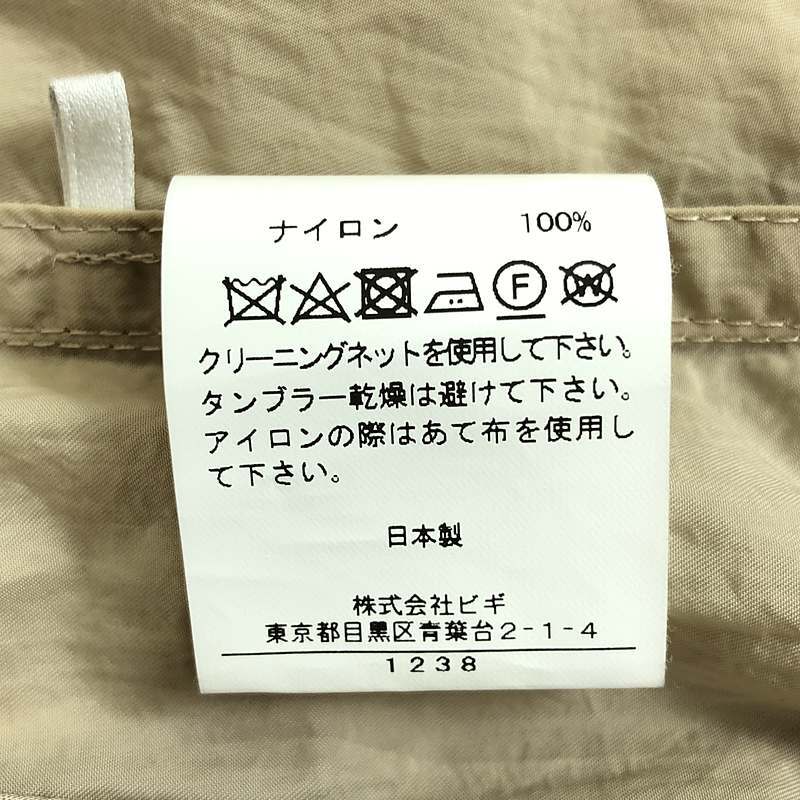 ナイロン 100%
F W
クリーニングネットを使用して下さい。
タンブラー乾燥は避けて下さい。
アイロンの際はあて布を使用し
て下さい。
日本製
株式会社ビギ
東京都目黒区青葉台2-1-4
1238